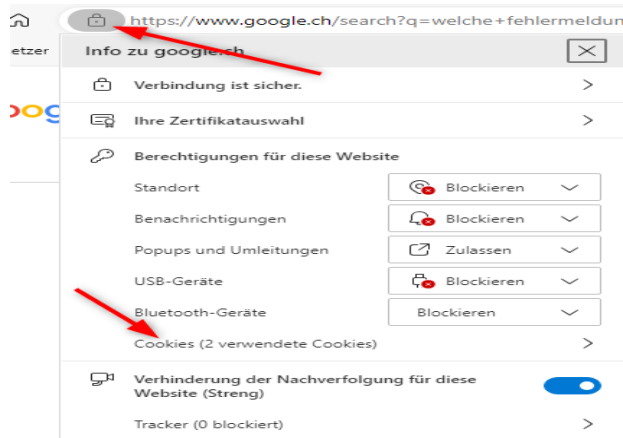 https://www.google.ch/search?q=welche+fehlermeldun
etzer
Info zu google.ch
Verbindung ist sicher.
Ihre Zertifikatauswahl
Berechtigungen für diese Website
Standort Blockieren
Benachrichtigungen Blockieren
Popups und Umleitungen Zulassen
USB-Geräte Blockieren
Bluetooth-Geräte Blockieren
Cookies (2 verwendete Cookies)
Verhinderung der Nachverfolgung für diese
Website (Streng)
Tracker (0 blockiert)